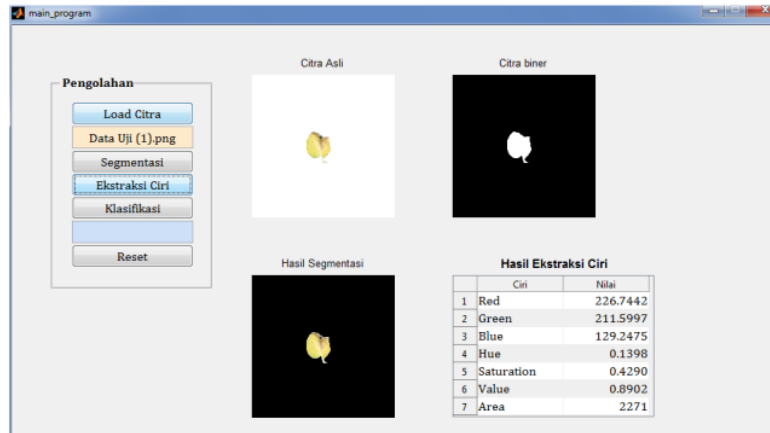 main_program
Pengolahan
Load Citra
Data Uji (1).png
Segmentasi
Ekstraksi Ciri
Klasifikasi
Reset
Citra Asli
Citra biner
Hasil Segmentasi
Hasil Ekstraksi Ciri
Ciri Nilai
1 Red 226.7442
2 Green 211.5997
3 Blue 129.2475
4 Hue 0.1398
5 Saturation 0.4290
6 Value 0.8902
7 Area 2271